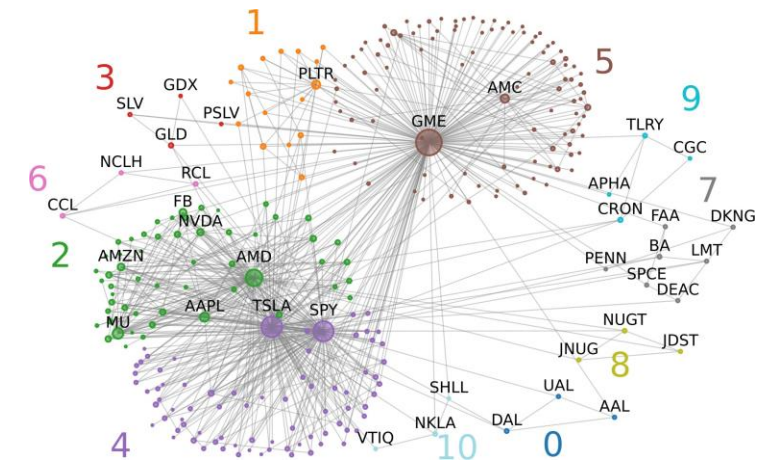 1
3
5
GDX
PLTR
SLV
PSLV
AMC
9
GLD
GME
TLRY
CGC
NCLH
6
RCL
APHA
7
CCL
FB
CRON
FAA
DKNG
NVDA
2
AMZN
AMD
BA
LMT
PENN
SPCE
DEAC
AAPL
TSLA
SPY
MU
NUGT
JDST
JNUG
8
SHLL
UAL
AAL
4
VTIQ
NKLA
DAL
10
0